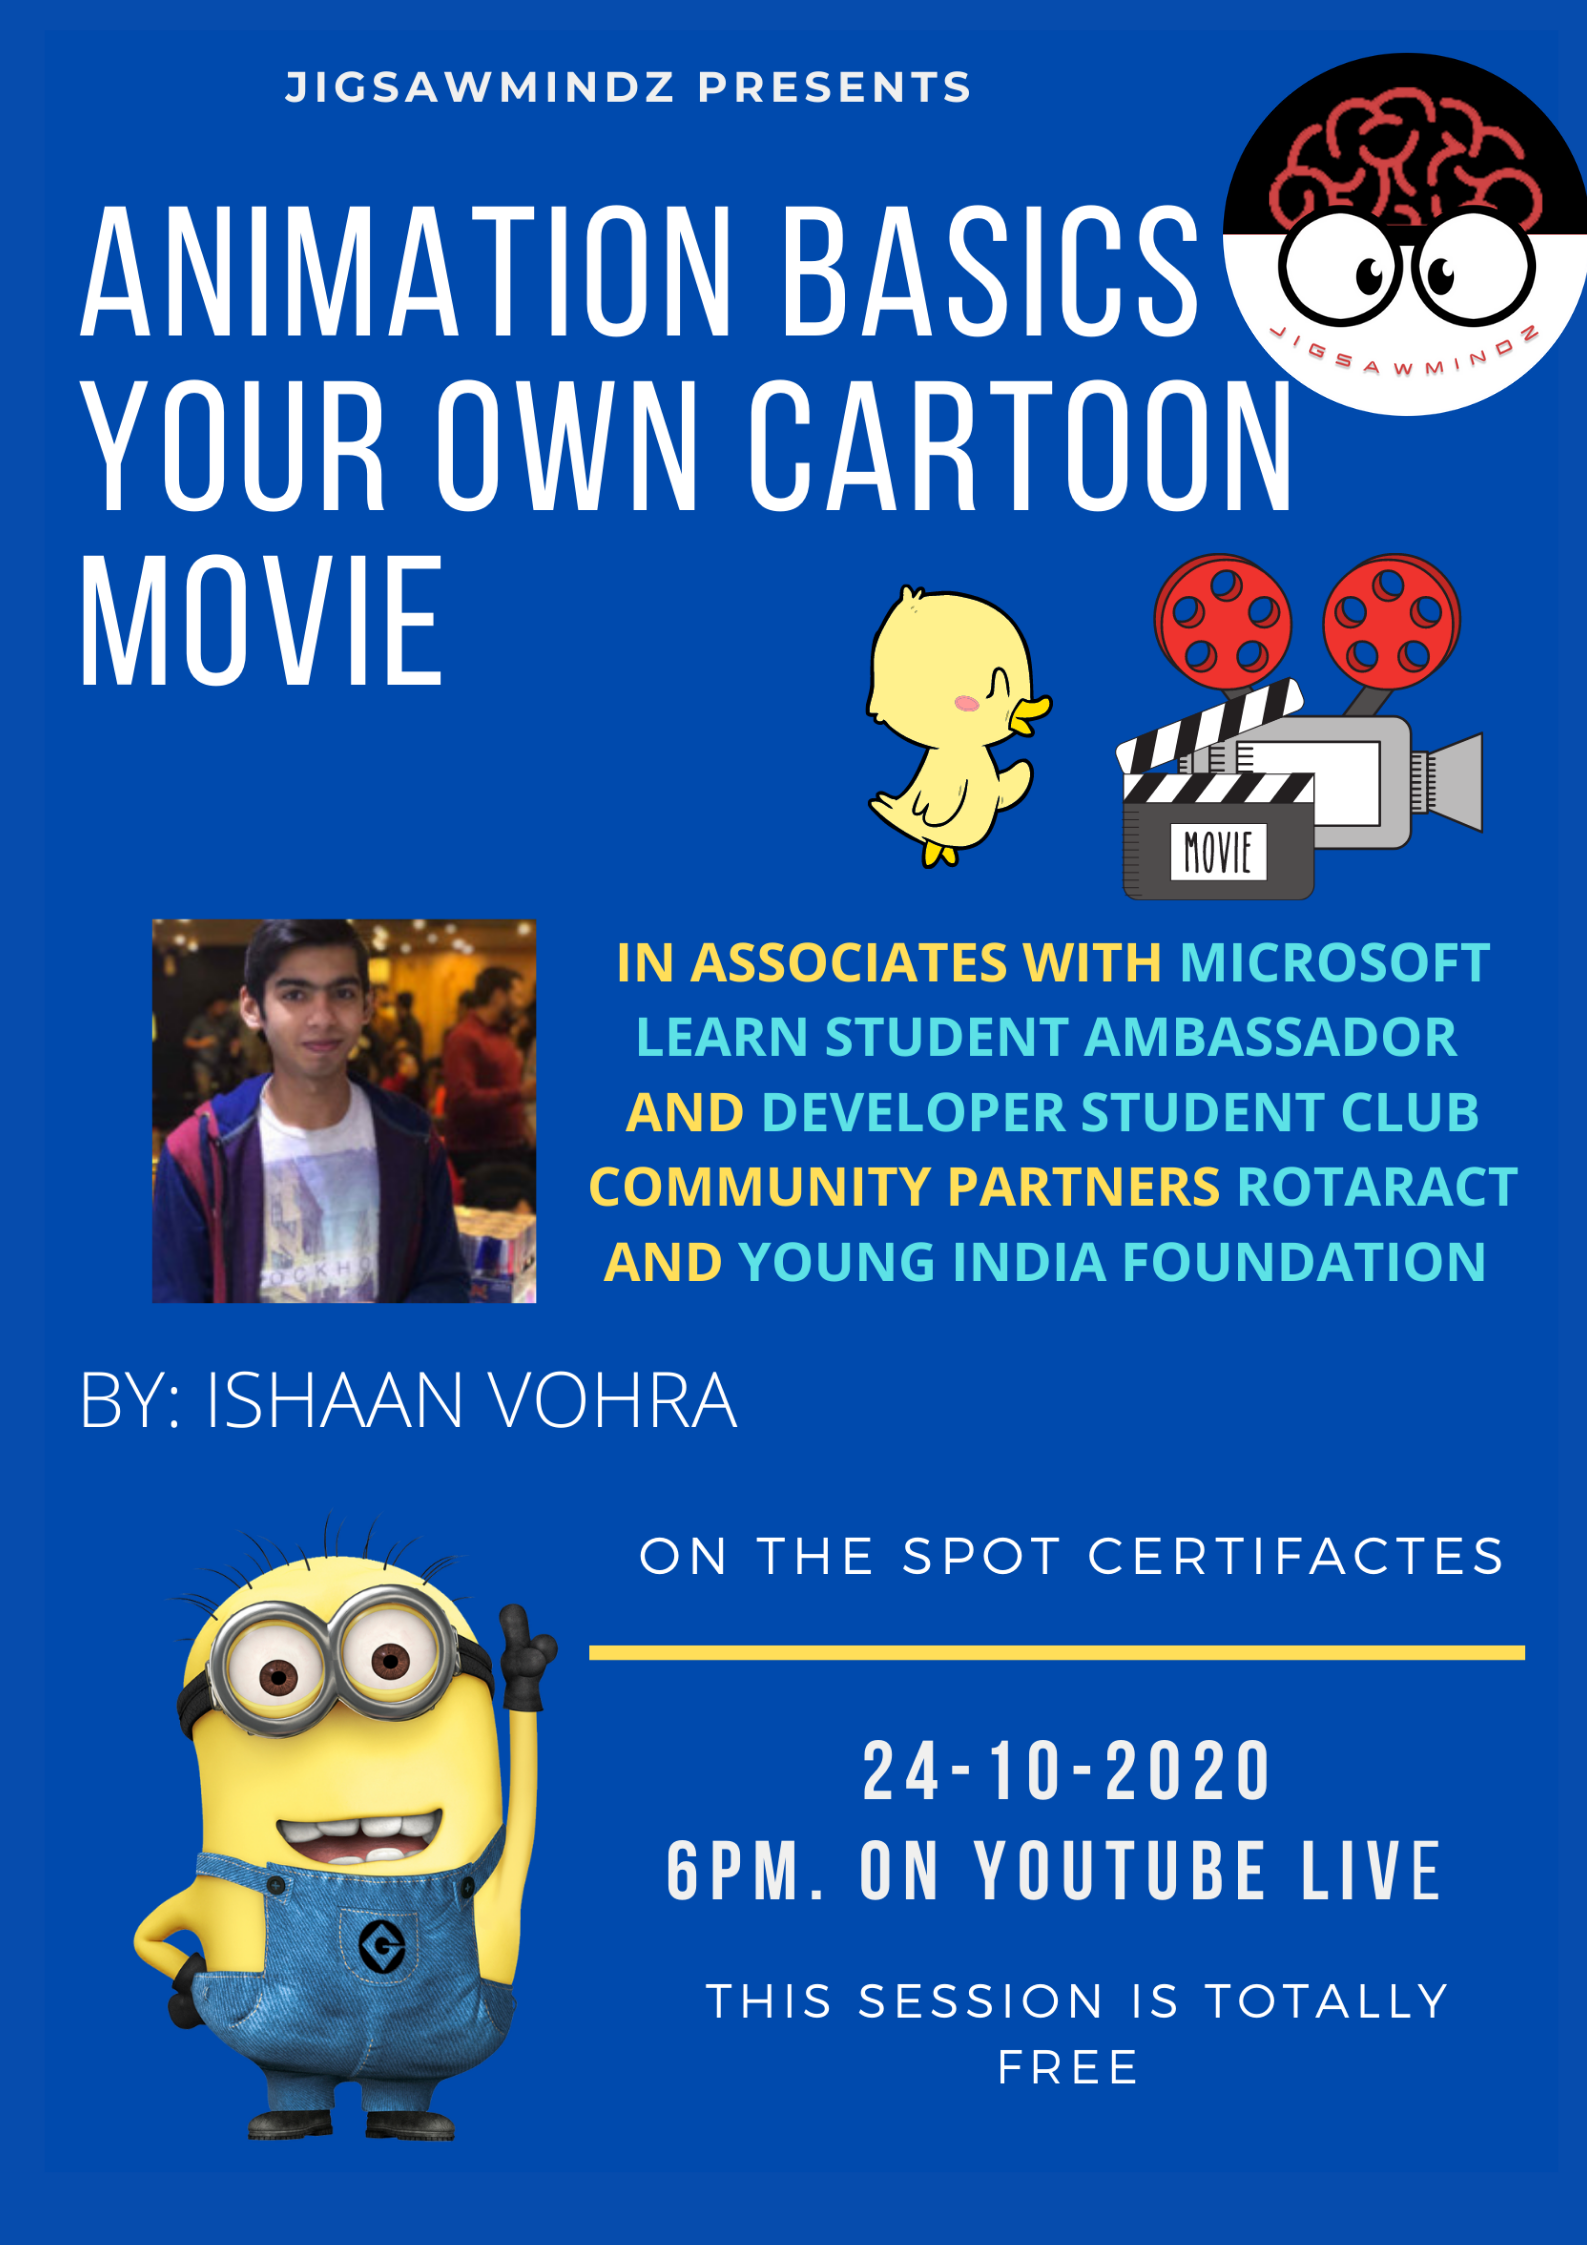 JIGSAWMINDZ PRESENTS
ANIMATION BASICS
YOUR OWN CARTOON
MOVIE
JIGSAWMINDZ
MOVIE
IN ASSOCIATES WITH MICROSOFT
LEARN STUDENT AMBASSADOR
AND DEVELOPER STUDENT CLUB
COMMUNITY PARTNERS ROTARACT
AND YOUNG INDIA FOUNDATION
OCKHO
BY: ISHAAN VOHRA
ON THE SPOT CERTIFACTES
24-10-2020
6PM. ON YOUTUBE LIVE
THIS SESSION IS TOTALLY
FREE
G